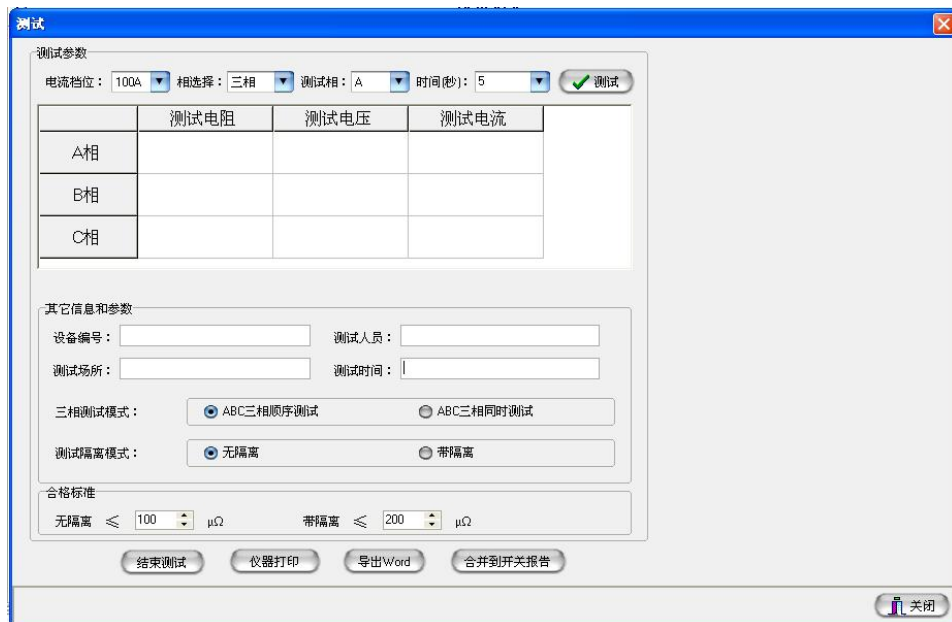 测试
测试参数
电流档位： 100A 相选择： 三相 测试相： A 时间(秒)： 5 测试
测试电阻 测试电压 测试电流
A相
B相
C相
其它信息和参数
设备编号： 测试人员：
测试场所： 测试时间：
三相测试模式： ABC三相顺序测试 ABC三相同时测试
测试隔离模式： 无隔离 带隔离
合格标准
无隔离 ≤ 100 μΩ 带隔离 ≤ 200 μΩ
结束测试 仪器打印 导出Word 合并到开关报告
关闭